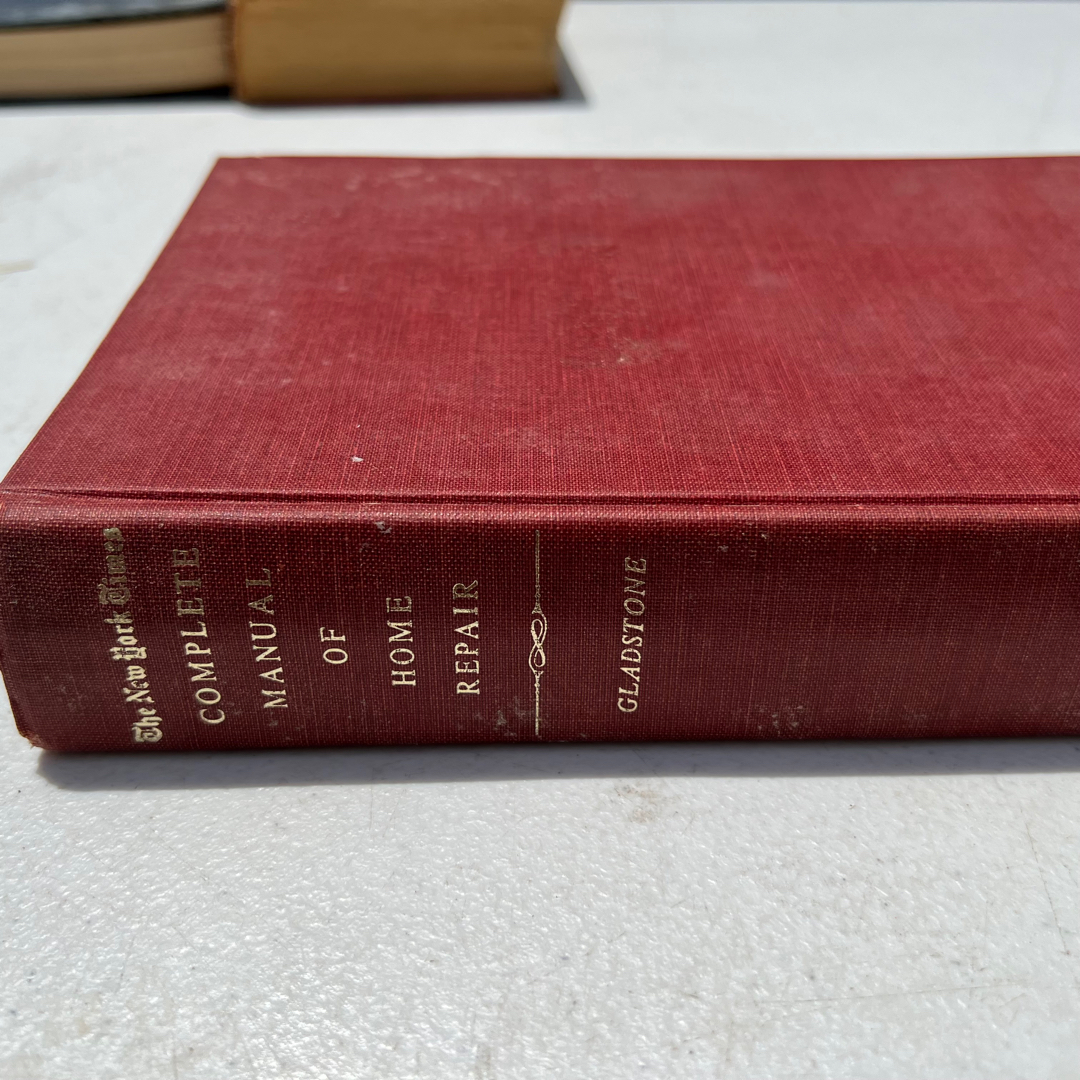 The New York Times
COMPLETE
MANUAL
OF
HOME
REPAIR
GLADSTONE